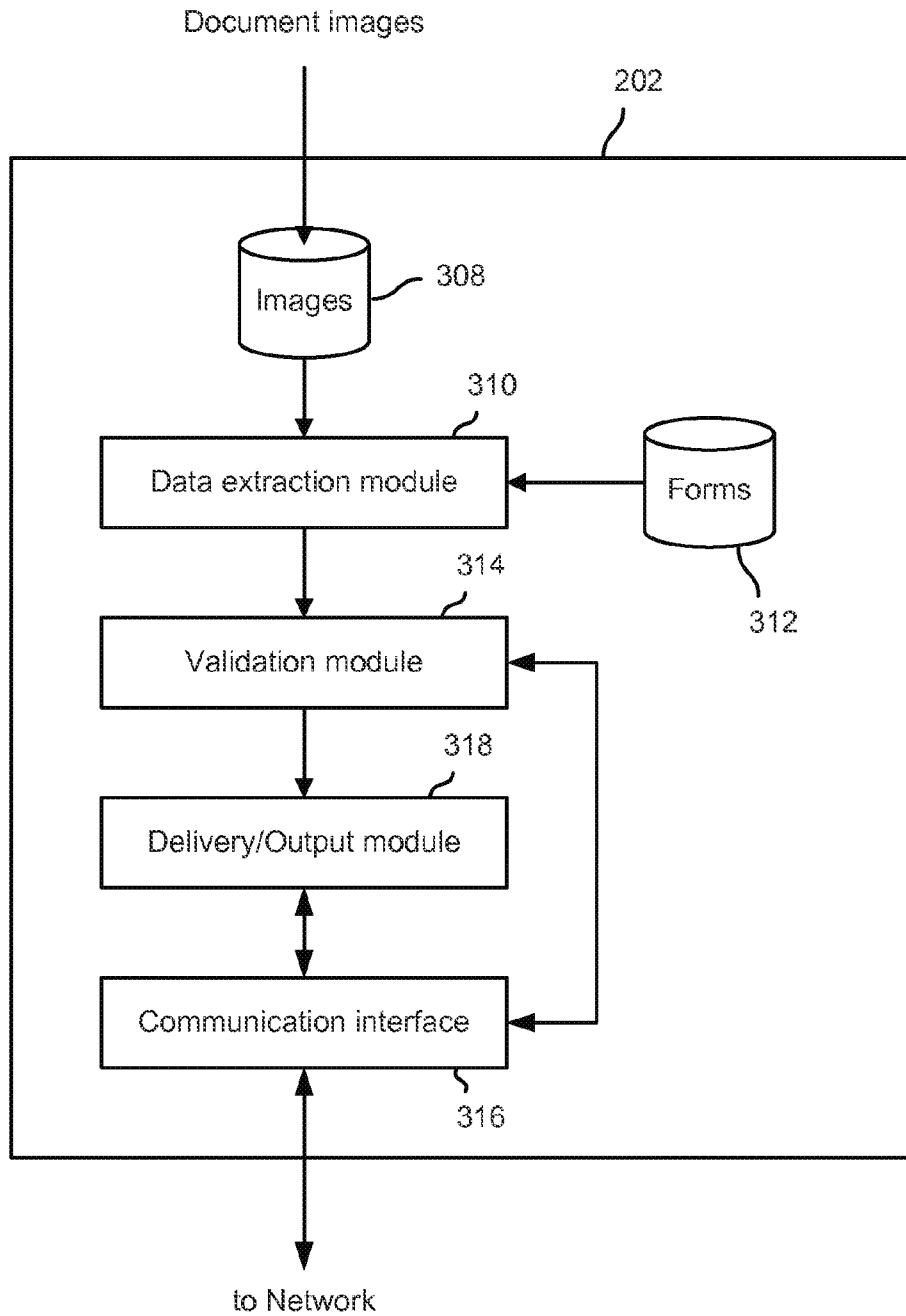 Document images
202
Images
308
310
Data extraction module
Forms
312
314
Validation module
318
Delivery/Output module
Communication interface
316
to Network